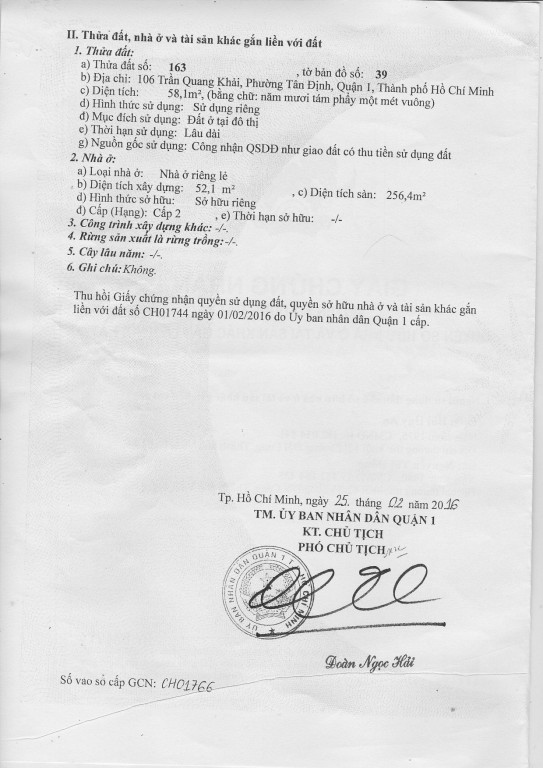 II. Thửa đất, nhà ở và tài sản khác gắn liền với đất
1. Thửa đất:
a) Thửa đất số: 163 , tờ bản đồ số: 39
b) Địa chỉ: 106 Trần Quang Khải, Phường Tân Định, Quận 1, Thành phố Hồ Chí Minh
c) Diện tích: 58,1m², (bằng chữ: năm mươi tám phẩy một mét vuông)
d) Hình thức sử dụng: Sử dụng riêng
đ) Mục đích sử dụng: Đất ở tại đô thị
e) Thời hạn sử dụng: Lâu dài
g) Nguồn gốc sử dụng: Công nhận QSDĐ như giao đất có thu tiền sử dụng đất
2. Nhà ở:
a) Loại nhà ở: Nhà ở riêng lẻ
b) Diện tích xây dựng: 52,1 m² , c) Diện tích sàn: 256,4m²
d) Hình thức sở hữu: Sở hữu riêng
đ) Cấp (Hạng): Cấp 2 , e) Thời hạn sở hữu: -/-
3. Công trình xây dựng khác: -/-.
4. Rừng sản xuất là rừng trồng:-/-.
5. Cây lâu năm: -/-.
6. Ghi chú:Không.
Thu hồi Giấy chứng nhận quyền sử dụng đất, quyền sở hữu nhà ở và tài sản khác gắn
liền với đất số CH01744 ngày 01/02/2016 do Ủy ban nhân dân Quận 1 cấp.
Tp. Hồ Chí Minh, ngày 25. tháng 02 năm 2016
TM. ỦY BAN NHÂN DÂN QUẬN 1
KT. CHỦ TỊCH
PHÓ CHỦ TỊCH
ỦY BAN NHÂN DÂN QUẬN 1 T.P HỒ CHÍ MINH
Đoàn Ngọc Hải
Số vào sổ cấp GCN: CH01766